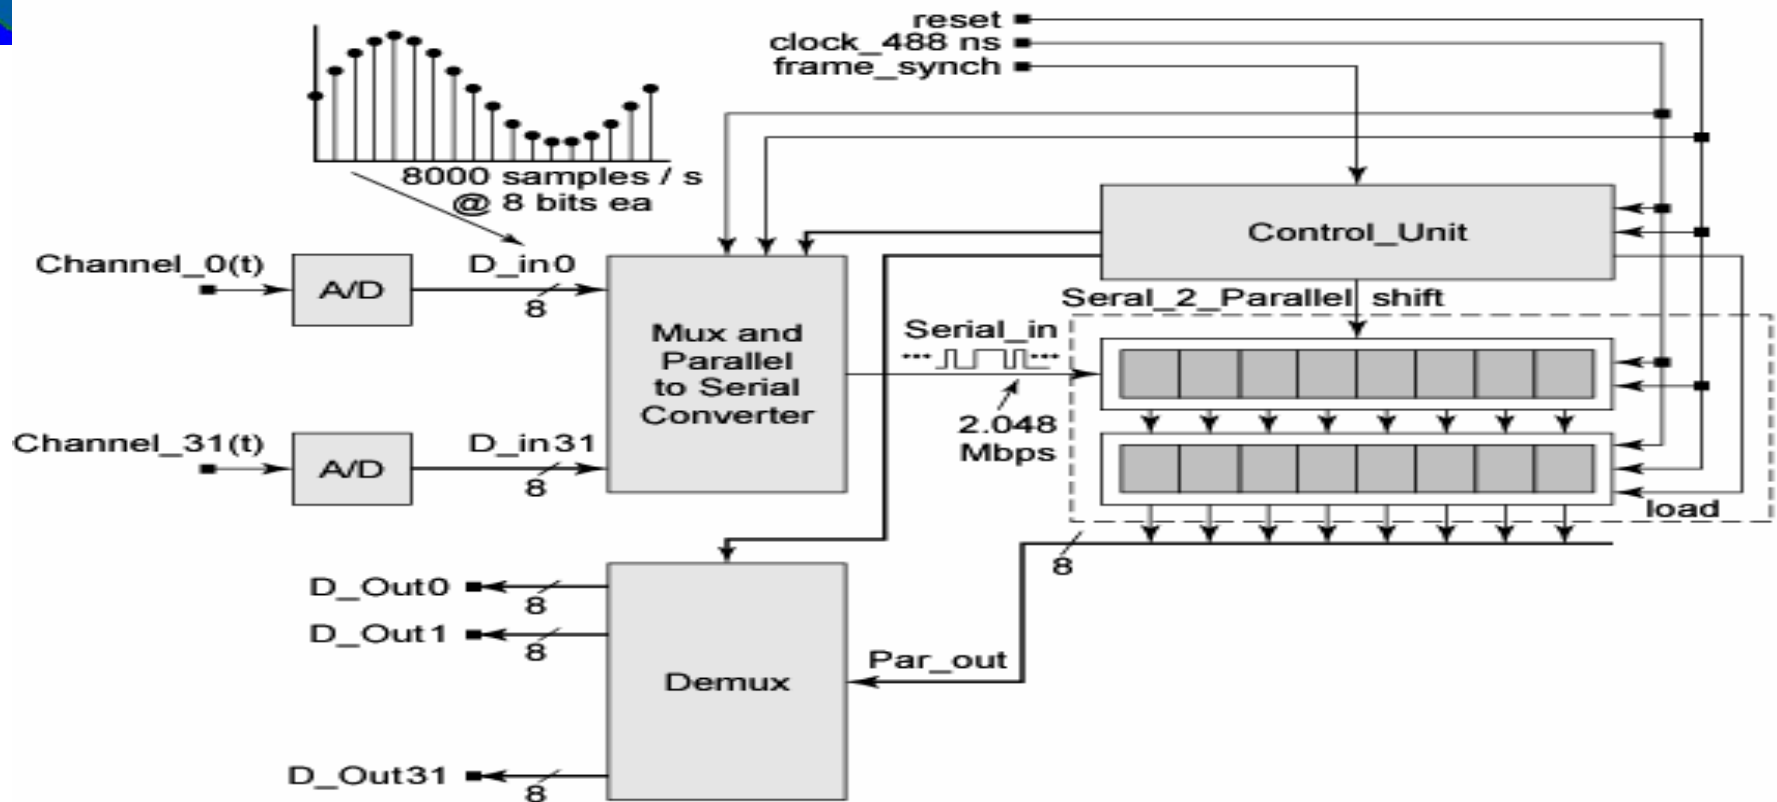 reset
clock_488 ns
frame_synch
8000 samples / s
@ 8 bits ea
Control_Unit
Channel_0(t)
A/D
D_in0
8
Seral_2_Parallel shift
Mux and
Parallel
to Serial
Converter
Serial_in
2.048
Mbps
Channel_31(t)
A/D
D_in31
8
load
8
D_Out0
8
D_Out1
8
Par_out
Demux
D_Out31
8